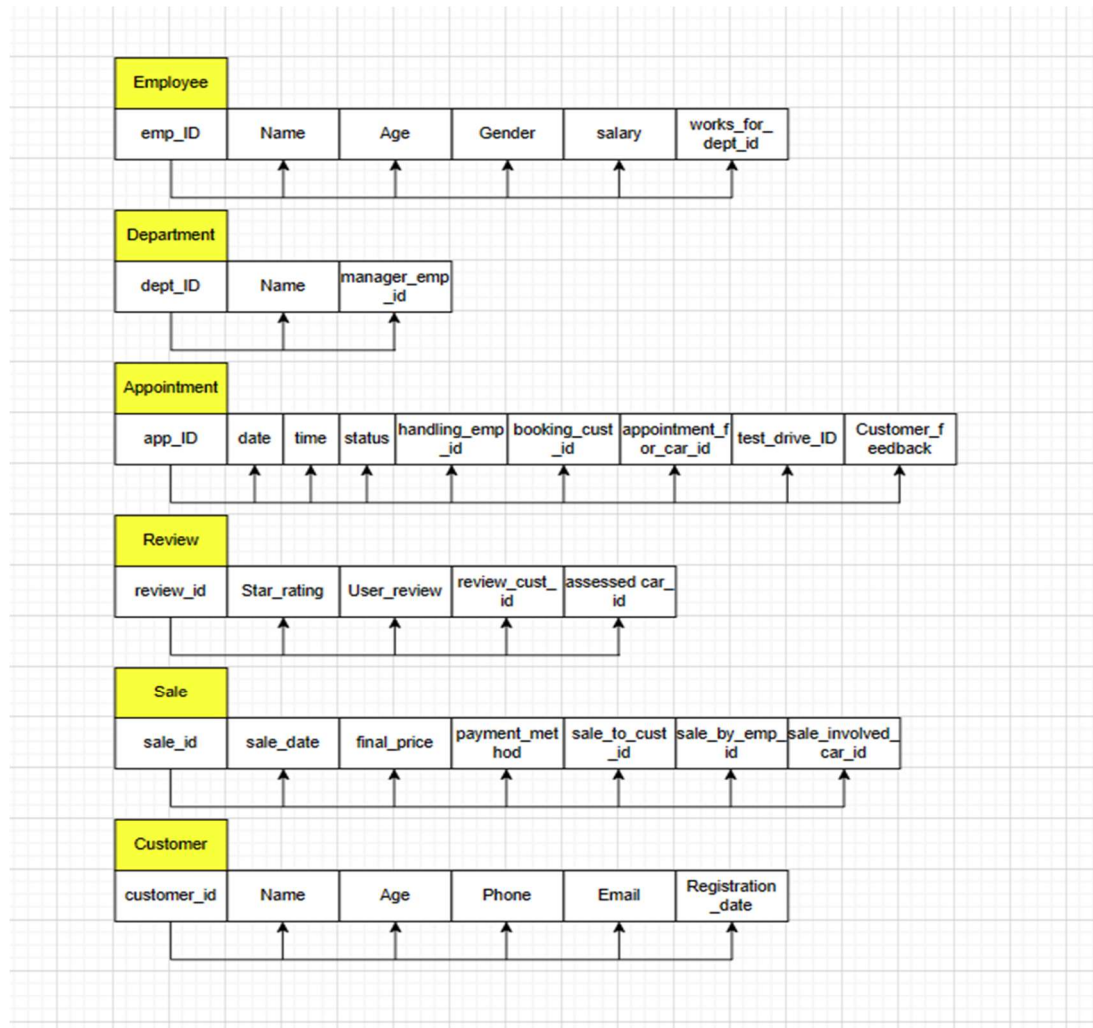 Employee
emp_ID Name Age Gender salary works_for_
dept_id
Department
dept_ID Name manager_emp
_id
Appointment
app_ID date time status handling_emp
_id booking_cust
_id appointment_f
or_car_id test_drive_ID Customer_f
eedback
Review
review_id Star_rating User_review review_cust_
id assessed car_
id
Sale
sale_id sale_date final_price payment_met
hod sale_to_cust
_id sale_by_emp_
id sale_involved_
car_id
Customer
customer_id Name Age Phone Email Registration
_date